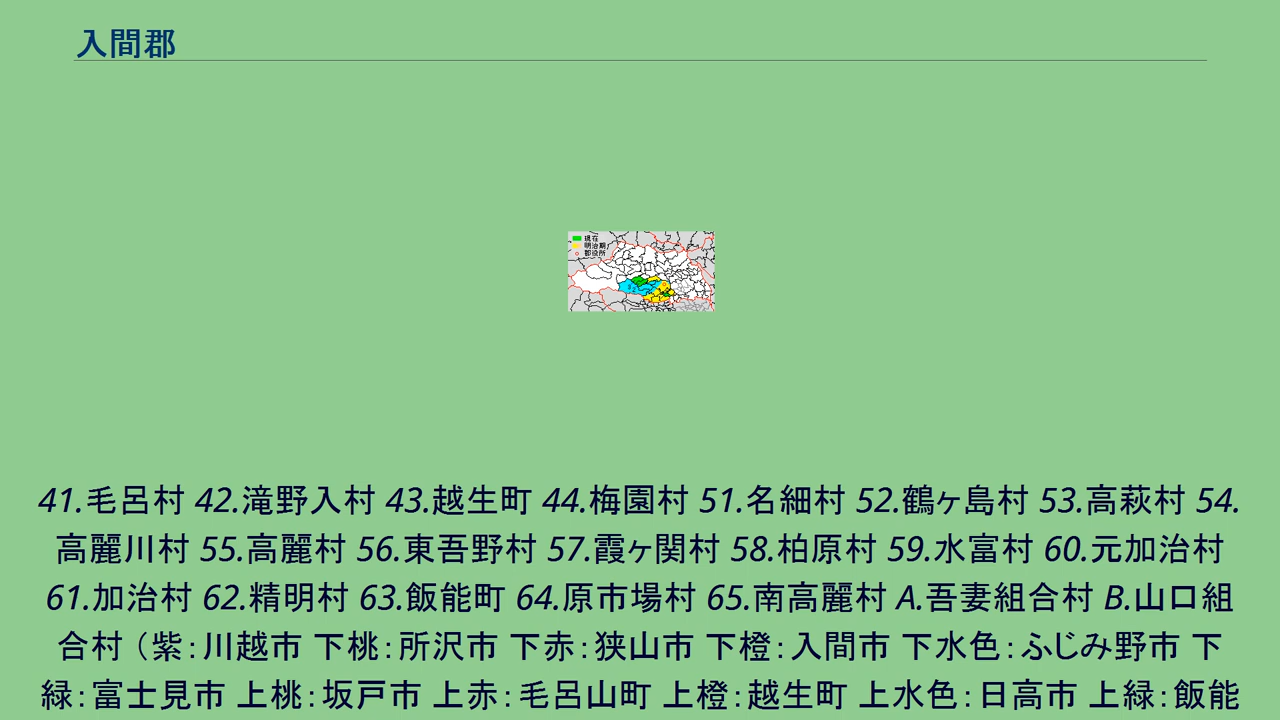 入間郡
現在
明治期
郡役所
41.毛呂村 42.滝野入村 43.越生町 44.梅園村 51.名細村 52.鶴ヶ島村 53.高萩村 54.
高麗川村 55.高麗村 56.東吾野村 57.霞ヶ関村 58.柏原村 59.水富村 60.元加治村
61.加治村 62.精明村 63.飯能町 64.原市場村 65.南高麗村 A.吾妻組合村 B.山口組
合村（紫：川越市 下桃：所沢市 下赤：狭山市 下橙：入間市 下水色：ふじみ野市 下
緑：富士見市 上桃：坂戸市 上赤：毛呂山町 上橙：越生町 上水色：日高市 上緑：飯能